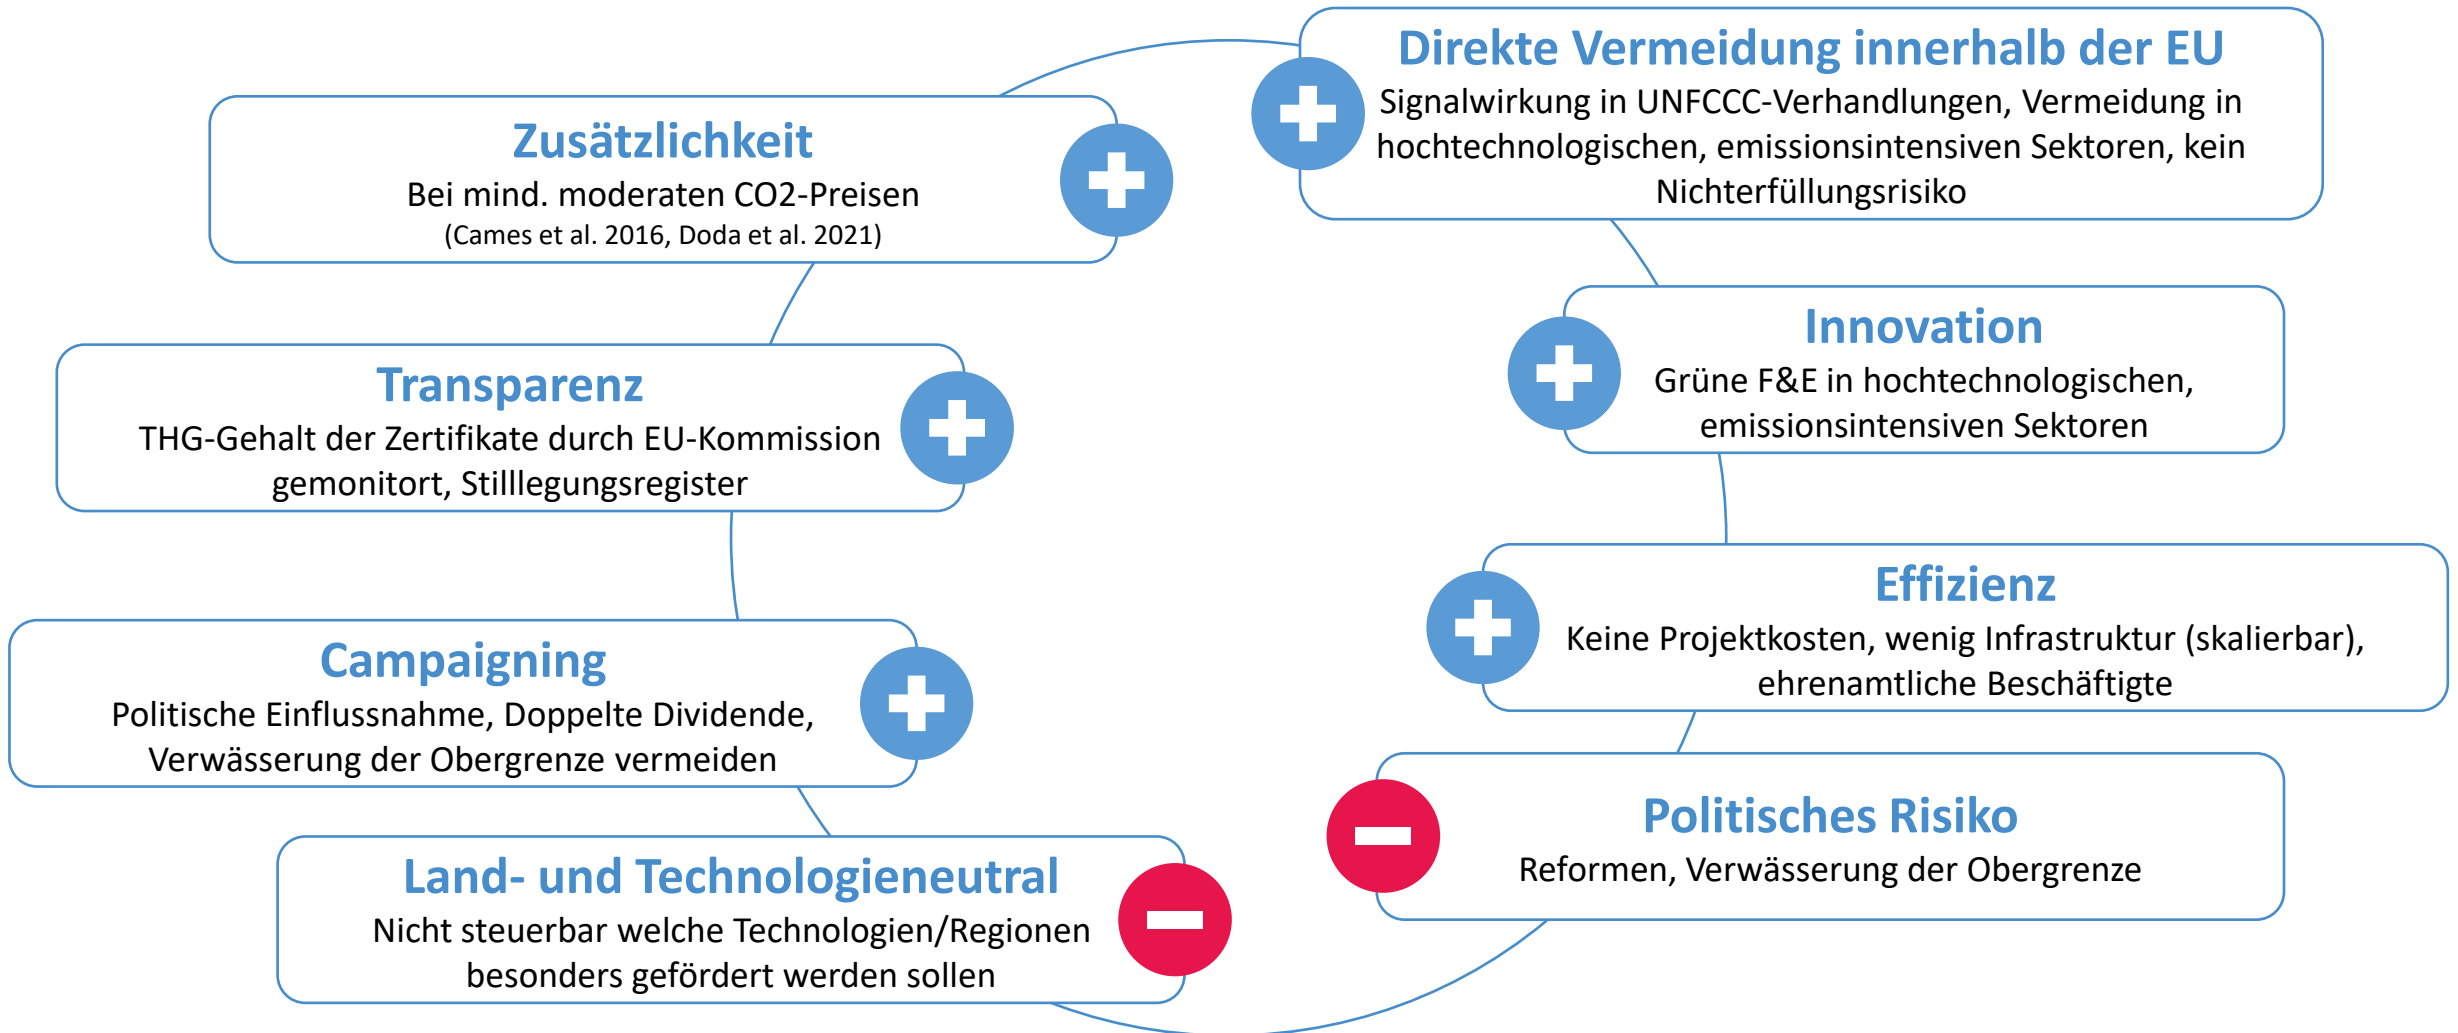 Direkte Vermeidung innerhalb der EU
Signalwirkung in UNFCCC-Verhandlungen, Vermeidung in
hochtechnologischen, emissionsintensiven Sektoren, kein
Nichterfüllungsrisiko
Innovation
Grüne F&E in hochtechnologischen,
emissionsintensiven Sektoren
Effizienz
Keine Projektkosten, wenig Infrastruktur (skalierbar),
ehrenamtliche Beschäftigte
Politisches Risiko
Reformen, Verwässerung der Obergrenze
Land- und Technologieneutral
Nicht steuerbar welche Technologien/Regionen
besonders gefördert werden sollen
Campaigning
Politische Einflussnahme, Doppelte Dividende,
Verwässerung der Obergrenze vermeiden
Transparenz
THG-Gehalt der Zertifikate durch EU-Kommission
gemonitort, Stilllegungsregister
Zusätzlichkeit
Bei mind. moderaten CO2-Preisen
(Cames et al. 2016, Doda et al. 2021)